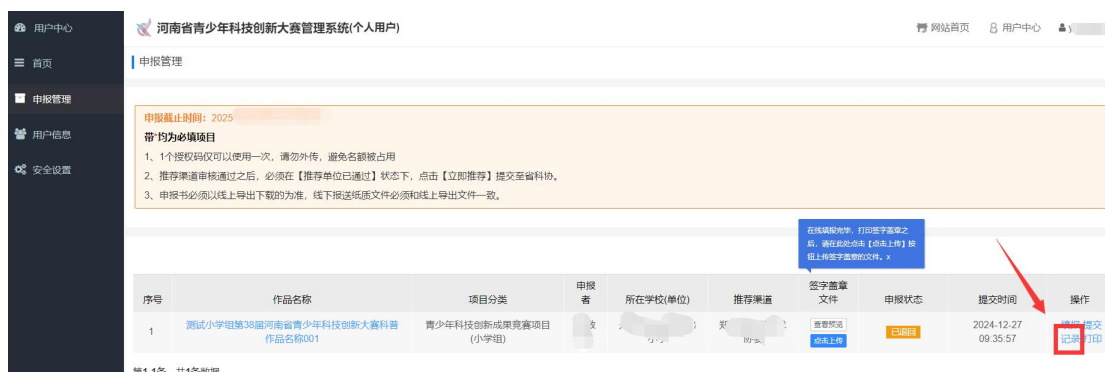 用户中心
河南省青少年科技创新大赛管理系统(个人用户)
网站首页
用户中心
首页
申报管理
申报管理
用户信息
安全设置
申报截止时间：2025
带*均为必填项目
1、1个授权码仅可以使用一次，请勿外传，避免名额被占用
2、推荐渠道审核通过之后，必须在【推荐单位已通过】状态下，点击【立即推荐】提交至省科协。
3、申报书必须以线上导出下载的为准，线下报送纸质文件必须和线上导出文件一致。
在线填报完毕，打印签字盖章之
后，请在此处点击【点击上传】按
钮上传签字盖章的文件。x
序号
作品名称
项目分类
申报
者
所在学校(单位)
推荐渠道
签字盖章
文件
申报状态
提交时间
操作
1
测试小学组第38届河南省青少年科技创新大赛科普
作品名称001
青少年科技创新成果竞赛项目
(小学组)
查看预览
点击上传
已退回
2024-12-27
09:35:57
填报 提交
记录 打印
第1-1条，共1条数据